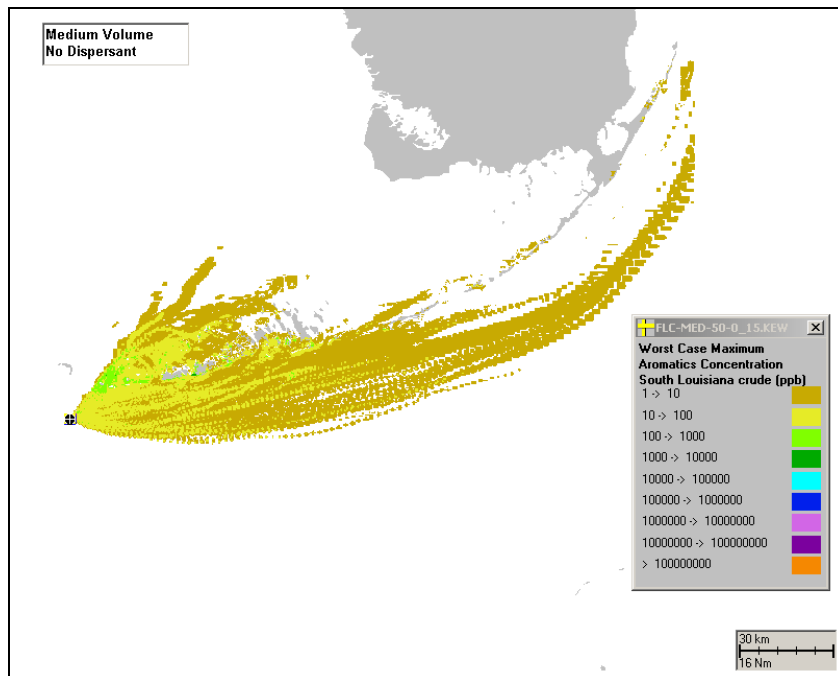 Medium Volume
No Dispersant
FLC-MED-50-0_15.KEW
Worst Case Maximum
Aromatics Concentration
South Louisiana crude (ppb)
1 -> 10
10 -> 100
100 -> 1000
1000 -> 10000
10000 -> 100000
100000 -> 1000000
1000000 -> 10000000
10000000 -> 100000000
> 100000000
30 km
16 Nm